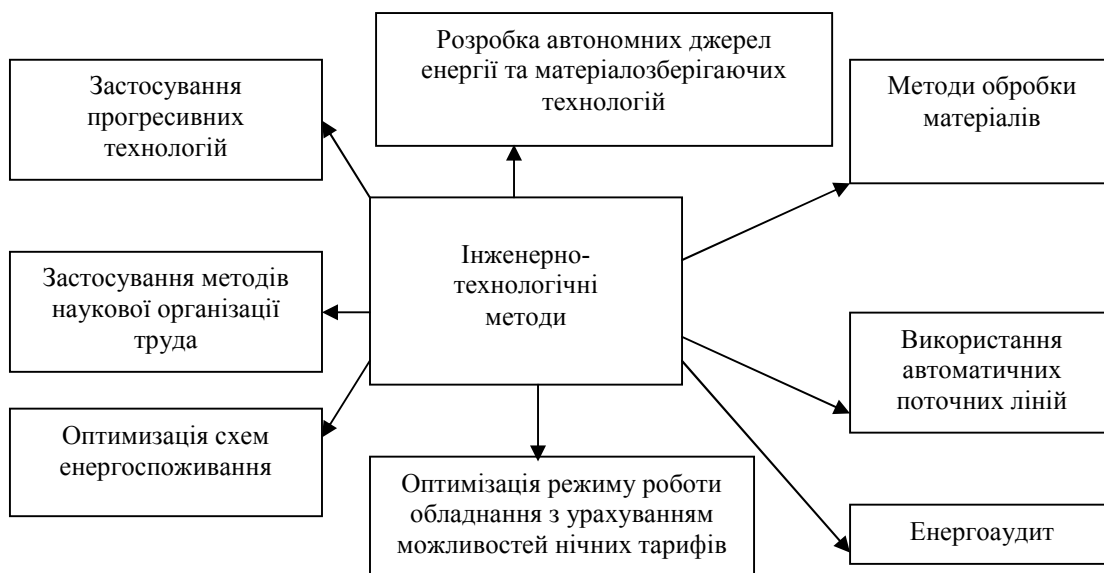 Розробка автономних джерел
енергії та матеріалозберігаючих
технологій
Застосування
прогресивних
технологій
Методи обробки
матеріалів
Інженерно-
технологічні
методи
Застосування методів
наукової організації
труда
Використання
автоматичних
поточних ліній
Оптимизація схем
енергоспоживання
Оптимізація режиму роботи
обладнання з урахуванням
можливостей нічних тарифів
Енергоаудит